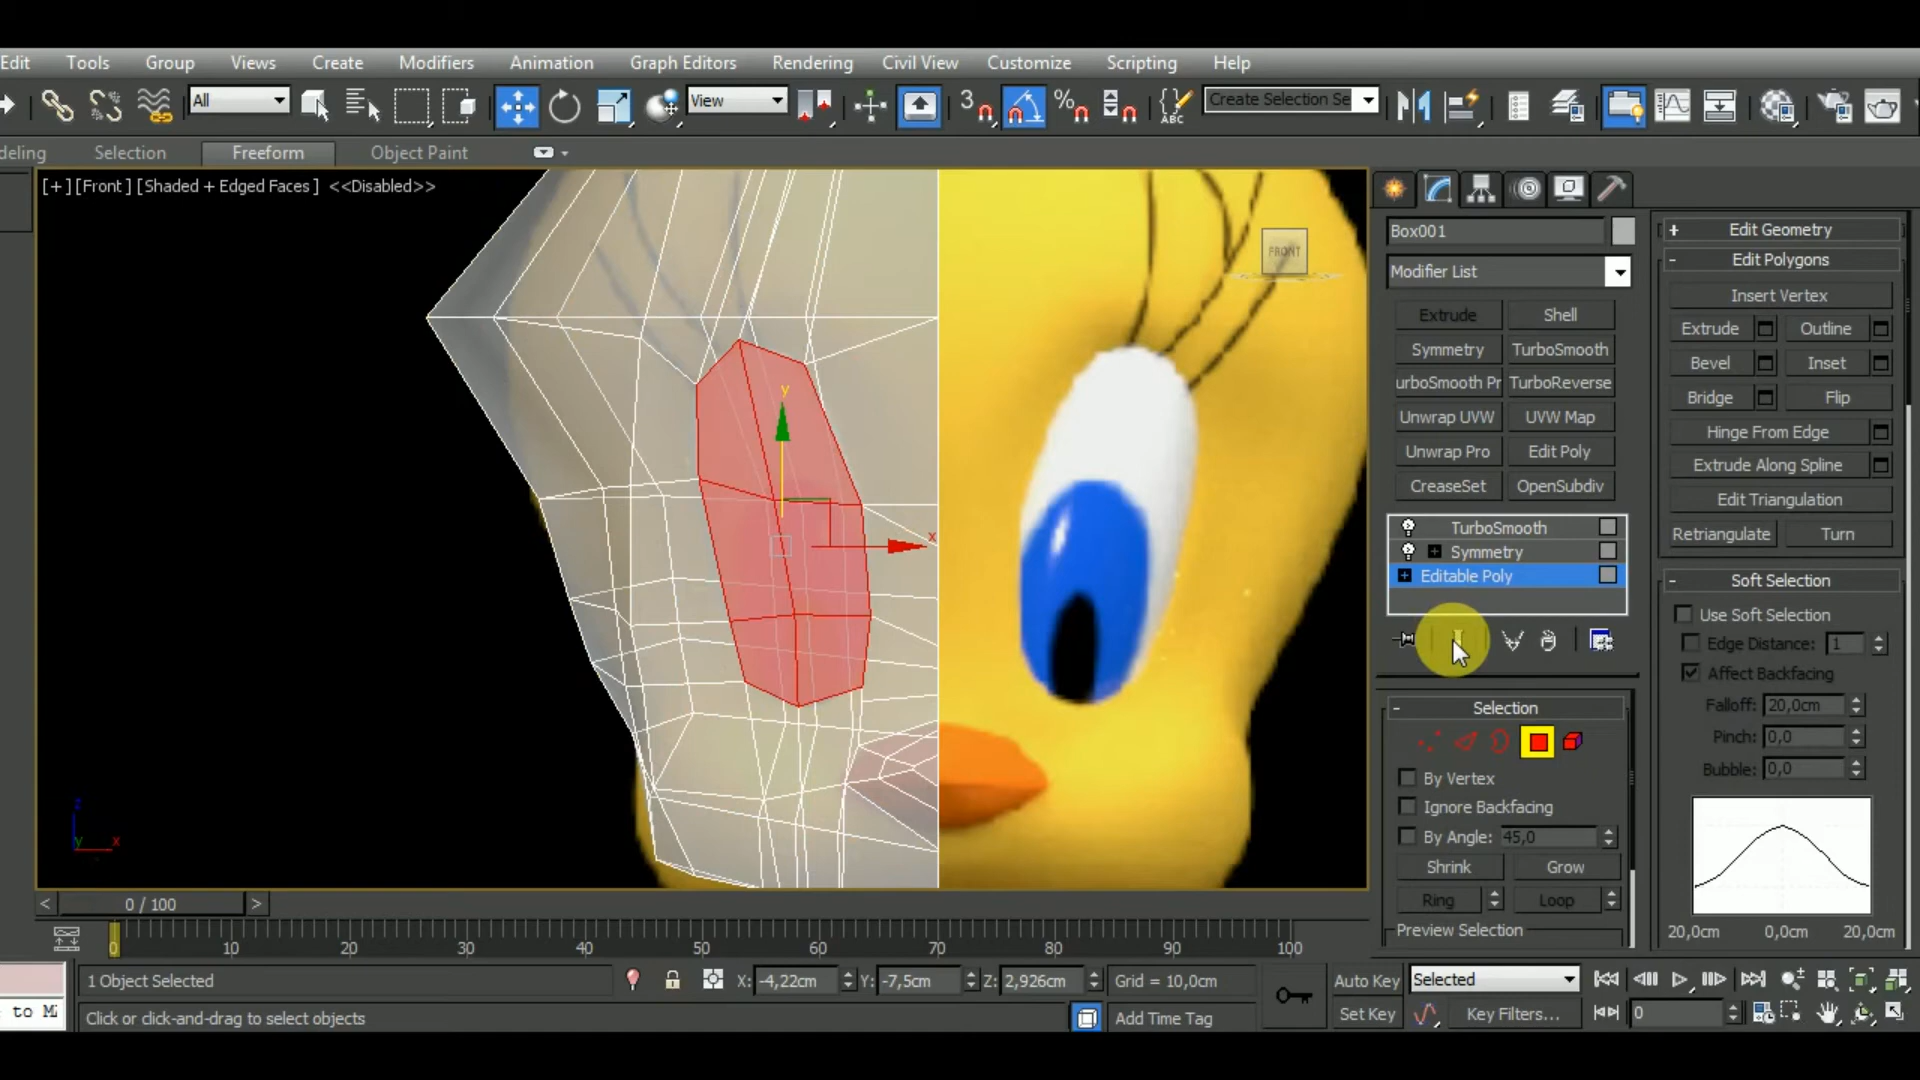 Edit Tools Group Views Create Modifiers Animation Graph Editors Rendering Civil View Customize Scripting Help
All View 3 % ABC Create Selection Se
deling Selection Freeform Object Paint
[+] [Front] [Shaded + Edged Faces] <<Disabled>>
FRONT
y
x
z
y x
Box001
Modifier List
Extrude Shell
Symmetry TurboSmooth
urboSmooth Pr TurboReverse
Unwrap UVW UVW Map
Unwrap Pro Edit Poly
CreaseSet OpenSubdiv
TurboSmooth
Symmetry
Editable Poly
Selection
By Vertex
Ignore Backfacing
By Angle: 45,0
Shrink Grow
Ring Loop
Preview Selection
+ Edit Geometry
- Edit Polygons
Insert Vertex
Extrude Outline
Bevel Inset
Bridge Flip
Hinge From Edge
Extrude Along Spline
Edit Triangulation
Retriangulate Turn
- Soft Selection
Use Soft Selection
Edge Distance: 1
Affect Backfacing
Falloff: 20,0cm
Pinch: 0,0
Bubble: 0,0
20,0cm 0,0cm 20,0cm
< 0 / 100 >
0 10 20 30 40 50 60 70 80 90 100
1 Object Selected X: -4,22cm Y: -7,5cm Z: 2,926cm Grid = 10,0cm Auto Key Selected
to Mi Click or click-and-drag to select objects Add Time Tag Set Key Key Filters... 0